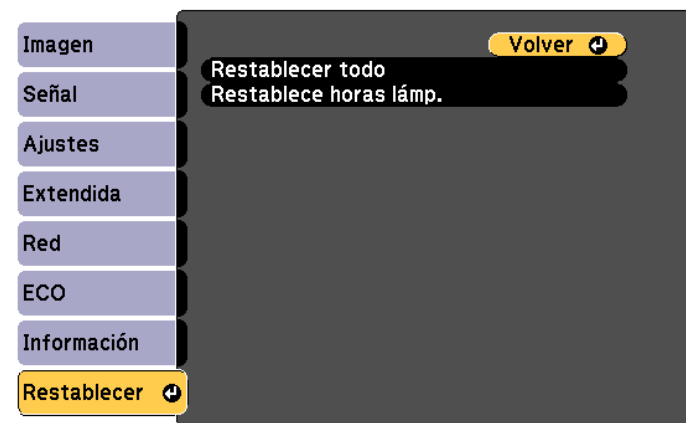 Imagen
Señal
Ajustes
Extendida
Red
ECO
Información
Restablecer
Volver
Restablecer todo
Restablece horas lámp.